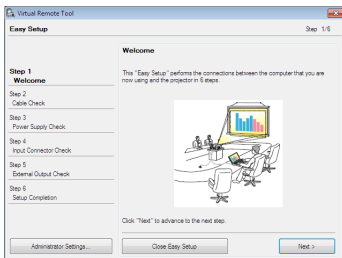 Virtual Remote Tool
Easy Setup
Step 1/6
Welcome
Step 1
Welcome
This "Easy Setup" performs the connections between the computer that you are
now using and the projector in 6 steps.
Step 2
Cable Check
Step 3
Power Supply Check
Step 4
Input Connector Check
Step 5
External Output Check
Step 6
Setup Completion
Click "Next" to advance to the next step.
Administrator Settings...
Close Easy Setup
Next >